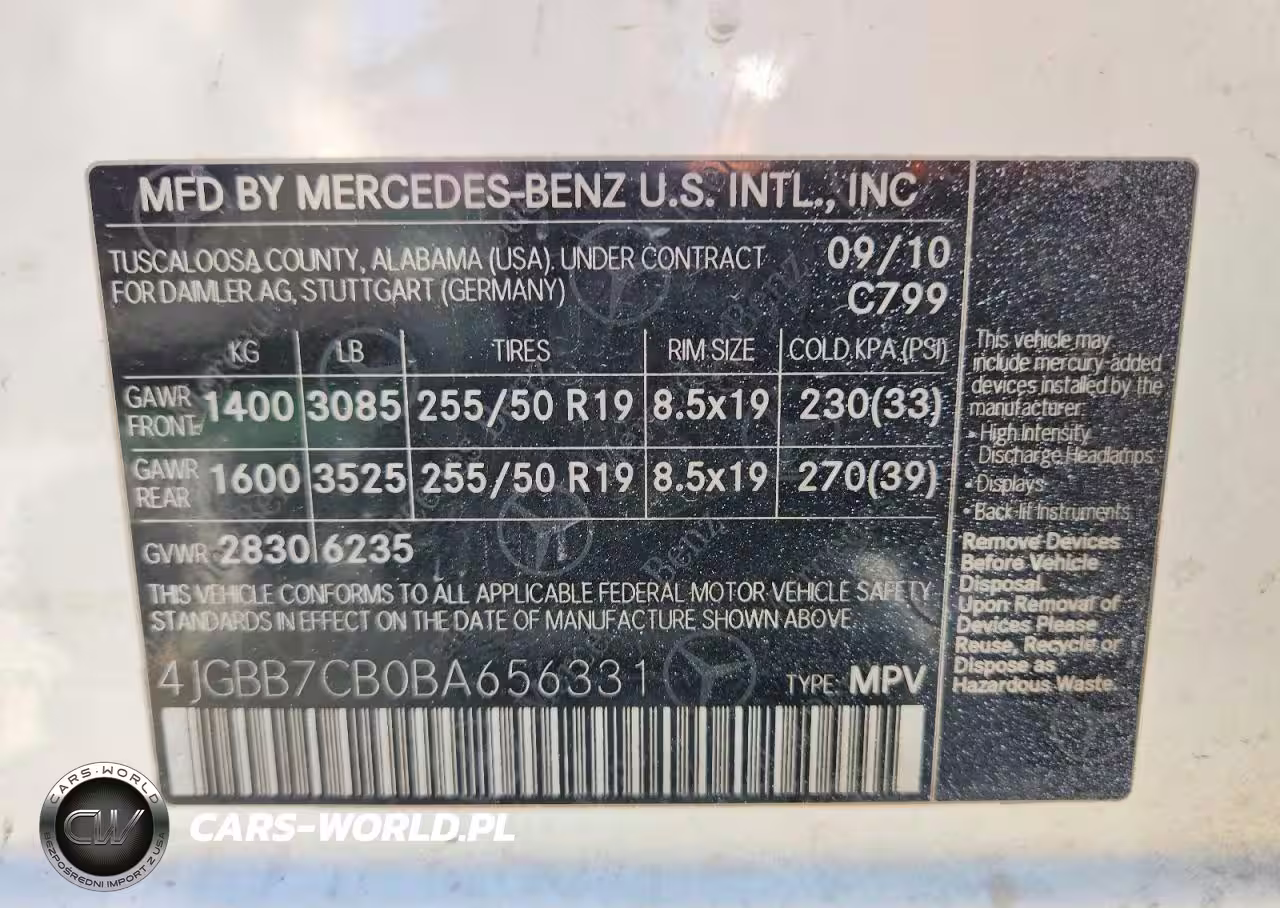 MFD BY MERCEDES-BENZ U.S. INTL., INC
TUSCALOOSA COUNTY, ALABAMA (USA), UNDER CONTRACT 09/10
FOR DAIMLER AG, STUTTGART (GERMANY) C799
KG LB TIRES RIM SIZE COLD KPA (PSI)
GAWR FRONT 1400 3085 255/50 R19 8.5x19 230(33)
GAWR REAR 1600 3525 255/50 R19 8.5x19 270(39)
GVWR 2830 6235
THIS VEHICLE CONFORMS TO ALL APPLICABLE FEDERAL MOTOR VEHICLE SAFETY
STANDARDS IN EFFECT ON THE DATE OF MANUFACTURE SHOWN ABOVE.
4JGBB7CB0BA656331 TYPE: MPV
This vehicle may
include mercury-added
devices installed by the
manufacturer:
• High Intensity
Discharge Headlamps
• Displays
• Back-lit Instruments
Remove Devices
Before Vehicle
Disposal.
Upon Removal of
Devices Please
Reuse, Recycle or
Dispose as
Hazardous Waste.
CARS-WORLD
CW
BEZPOŚREDNI IMPORT Z USA
CARS-WORLD.PL